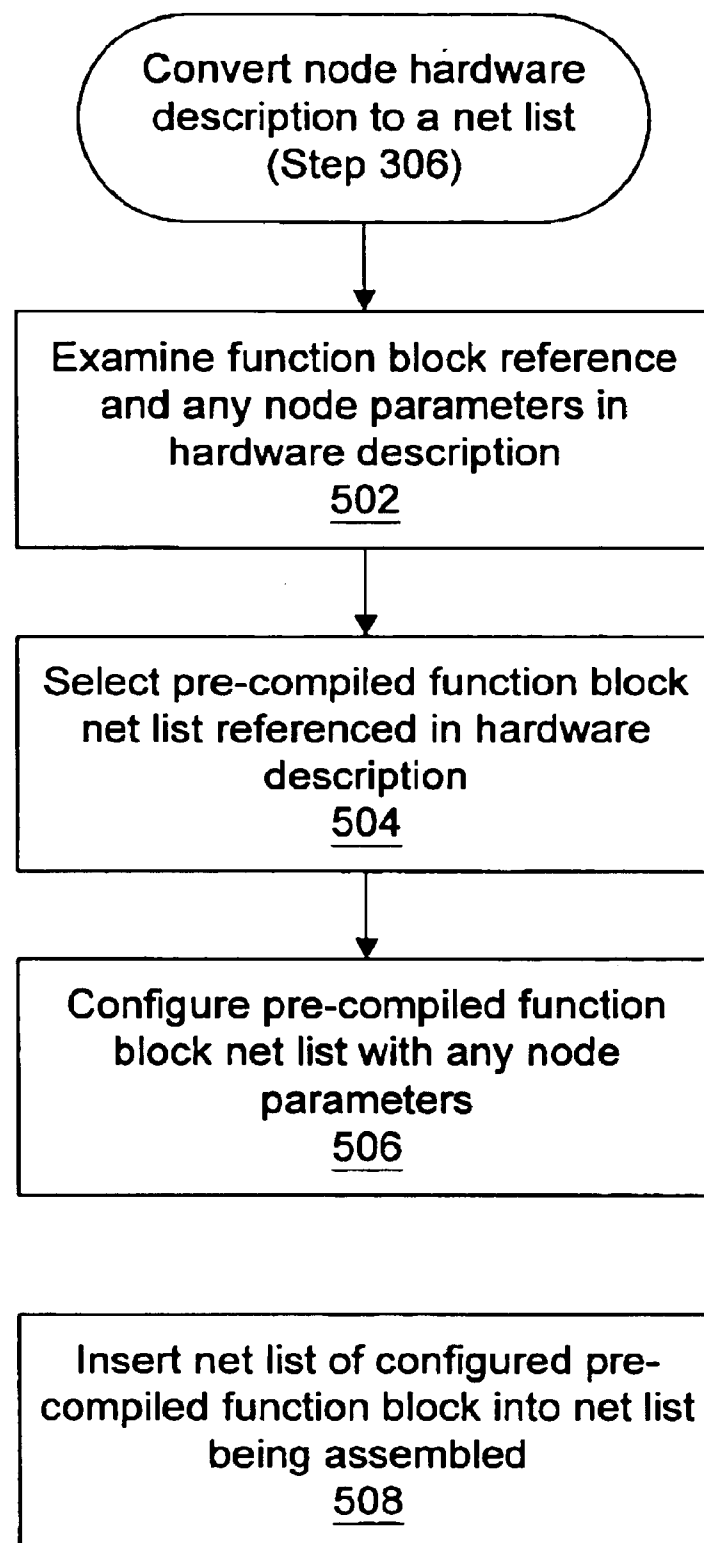 Convert node hardware
description to a net list
(Step 306)
Examine function block reference
and any node parameters in
hardware description
502
Select pre-compiled function block
net list referenced in hardware
description
504
Configure pre-compiled function
block net list with any node
parameters
506
Insert net list of configured pre-
compiled function block into net list
being assembled
508